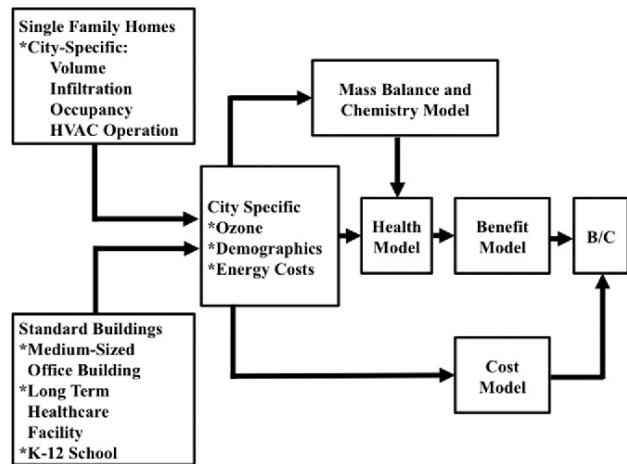 Single Family Homes
*City-Specific:
Volume
Infiltration
Occupancy
HVAC Operation
Mass Balance and
Chemistry Model
City Specific
*Ozone
*Demographics
*Energy Costs
Health
Model
Benefit
Model
B/C
Standard Buildings
*Medium-Sized
Office Building
*Long Term
Healthcare
Facility
*K-12 School
Cost
Model